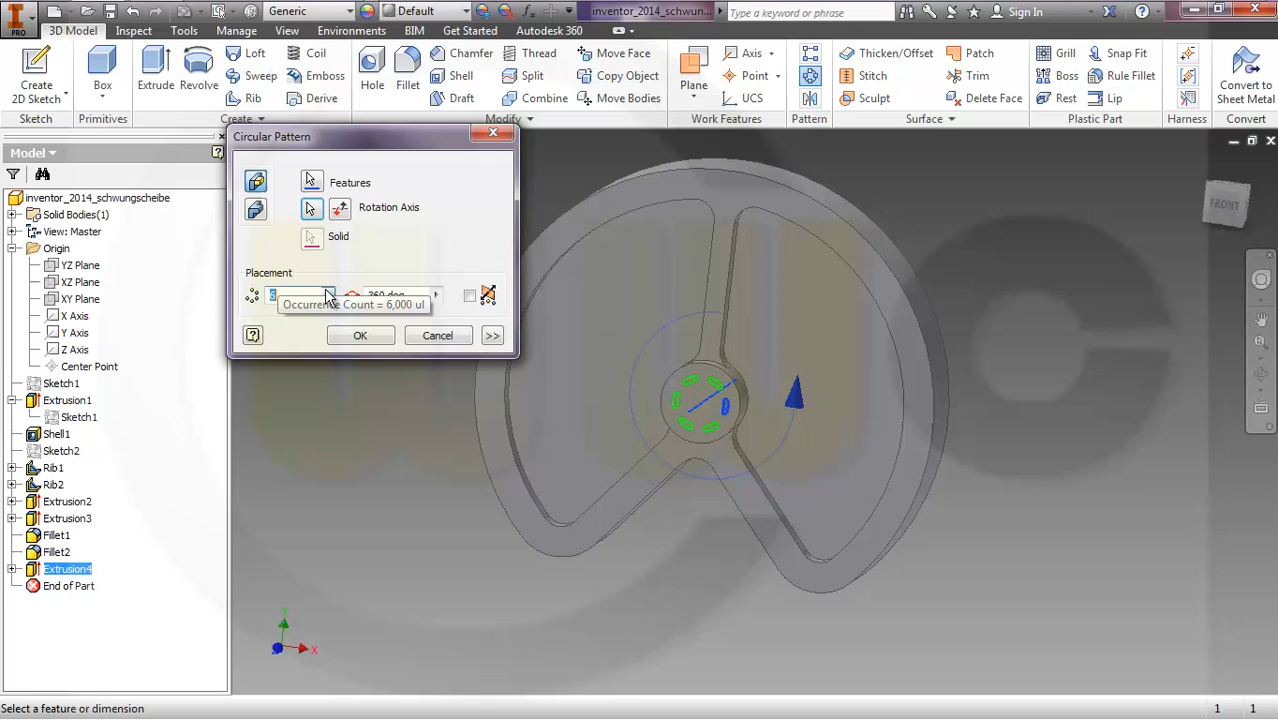 Generic
Default
inventor_2014_schwung...
Type a keyword or phrase
Sign In
PRO
3D Model
Inspect
Tools
Manage
View
Environments
BIM
Get Started
Autodesk 360
Create
2D Sketch
Box
Extrude
Revolve
Loft
Sweep
Rib
Coil
Emboss
Derive
Hole
Fillet
Chamfer
Shell
Draft
Thread
Split
Combine
Move Face
Copy Object
Move Bodies
Plane
Axis
Point
UCS
Thicken/Offset
Stitch
Sculpt
Patch
Trim
Delete Face
Grill
Boss
Rest
Snap Fit
Rule Fillet
Lip
Convert to
Sheet Metal
Sketch
Primitives
Create
Modify
Work Features
Pattern
Surface
Plastic Part
Harness
Convert
Model
inventor_2014_schwungscheibe
Solid Bodies(1)
View: Master
Origin
YZ Plane
XZ Plane
XY Plane
X Axis
Y Axis
Z Axis
Center Point
Sketch1
Extrusion1
Sketch1
Shell1
Sketch2
Rib1
Rib2
Extrusion2
Extrusion3
Fillet1
Fillet2
Extrusion4
End of Part
Circular Pattern
Features
Rotation Axis
Solid
Placement
6
360 deg
Occurrence Count = 6,000 ul
OK
Cancel
>>
FRONT
Y
X
Select a feature or dimension
1
1